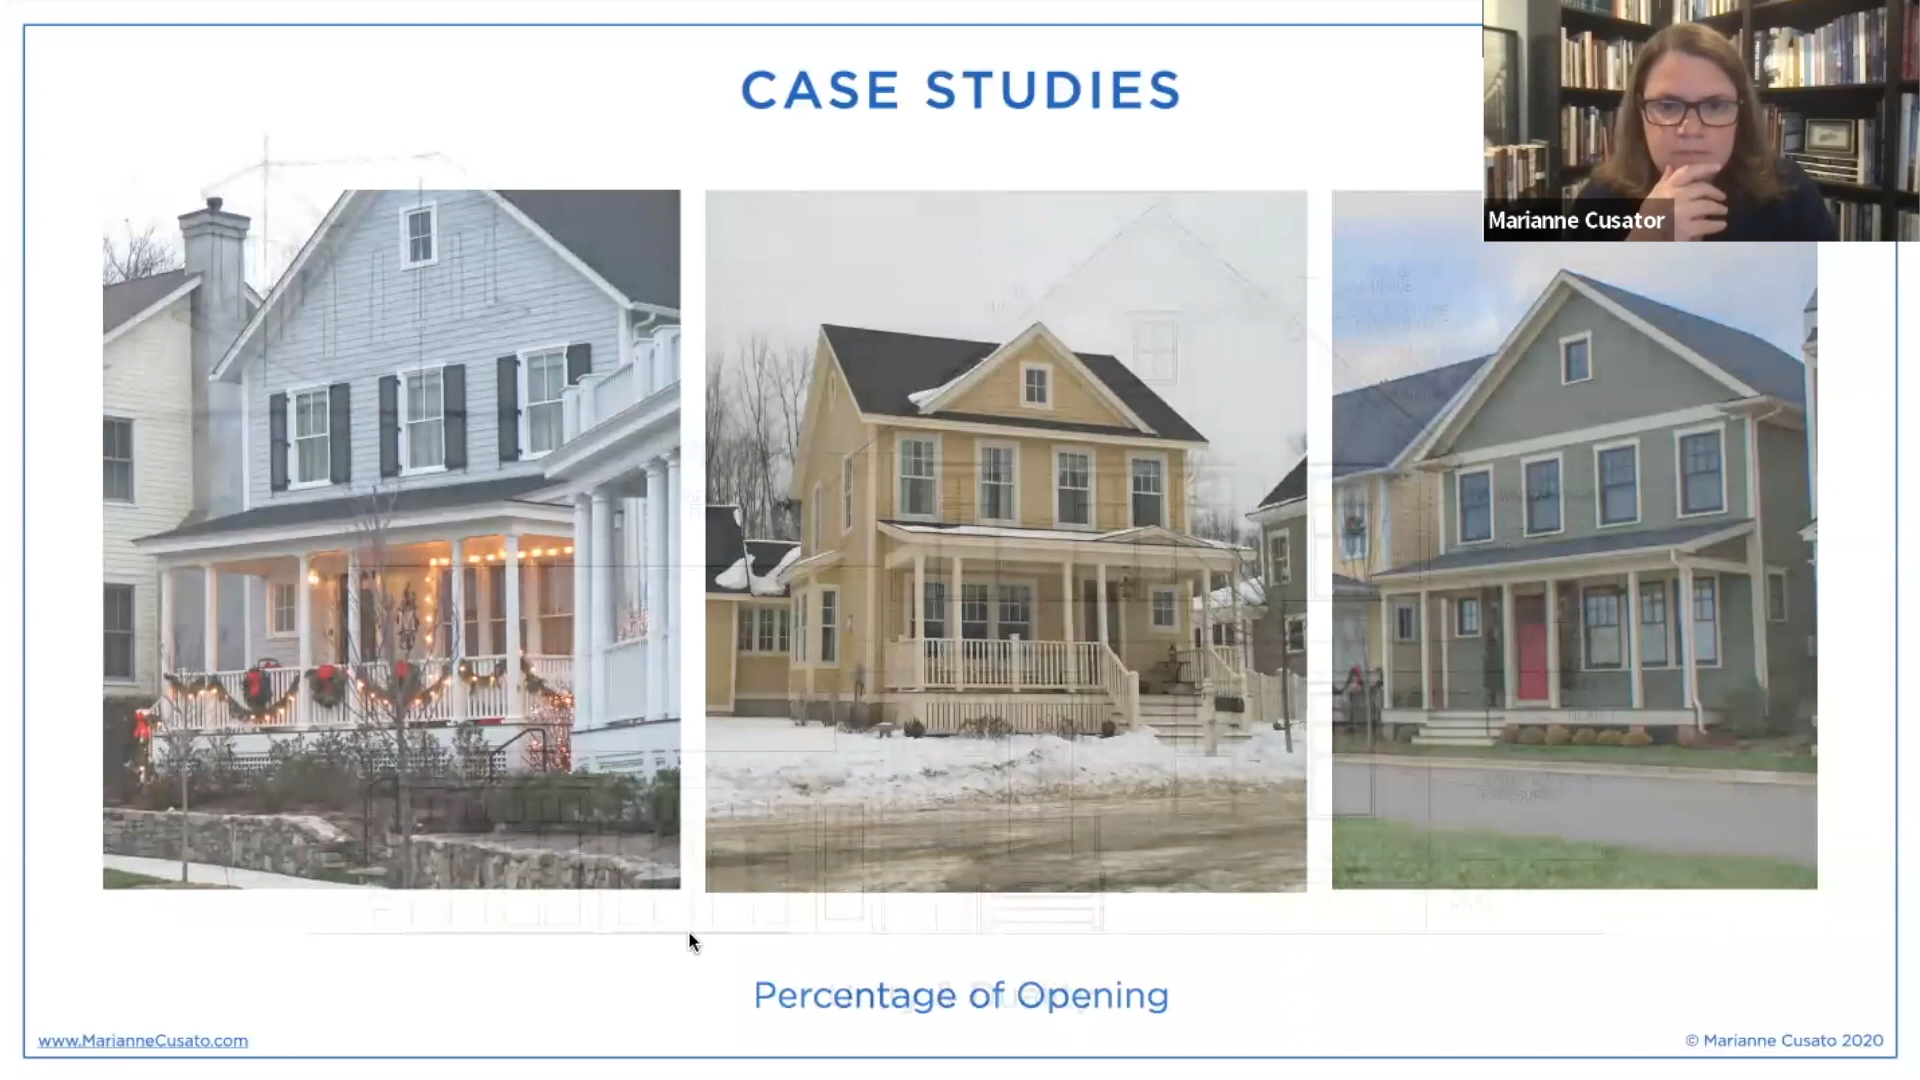 CASE STUDIES
Marianne Cusator
Percentage of Opening
www.MarianneCusato.com
© Marianne Cusato 2020